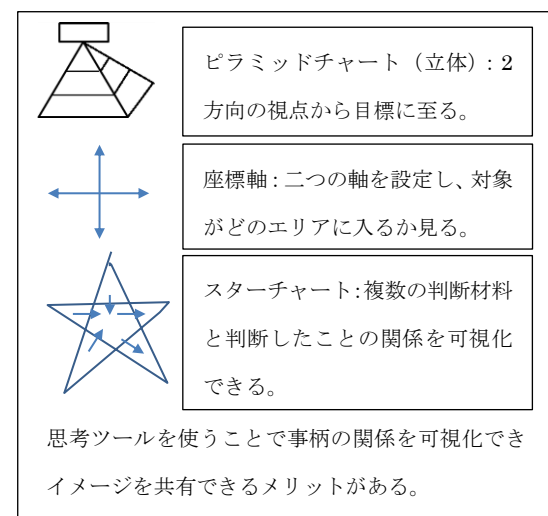 ピラミッドチャート（立体）：2
方向の視点から目標に至る。
座標軸：二つの軸を設定し、対象
がどのエリアに入るか見る。
スターチャート：複数の判断材料
と判断したことの関係を可視化
できる。
思考ツールを使うことで事柄の関係を可視化でき
イメージを共有できるメリットがある。